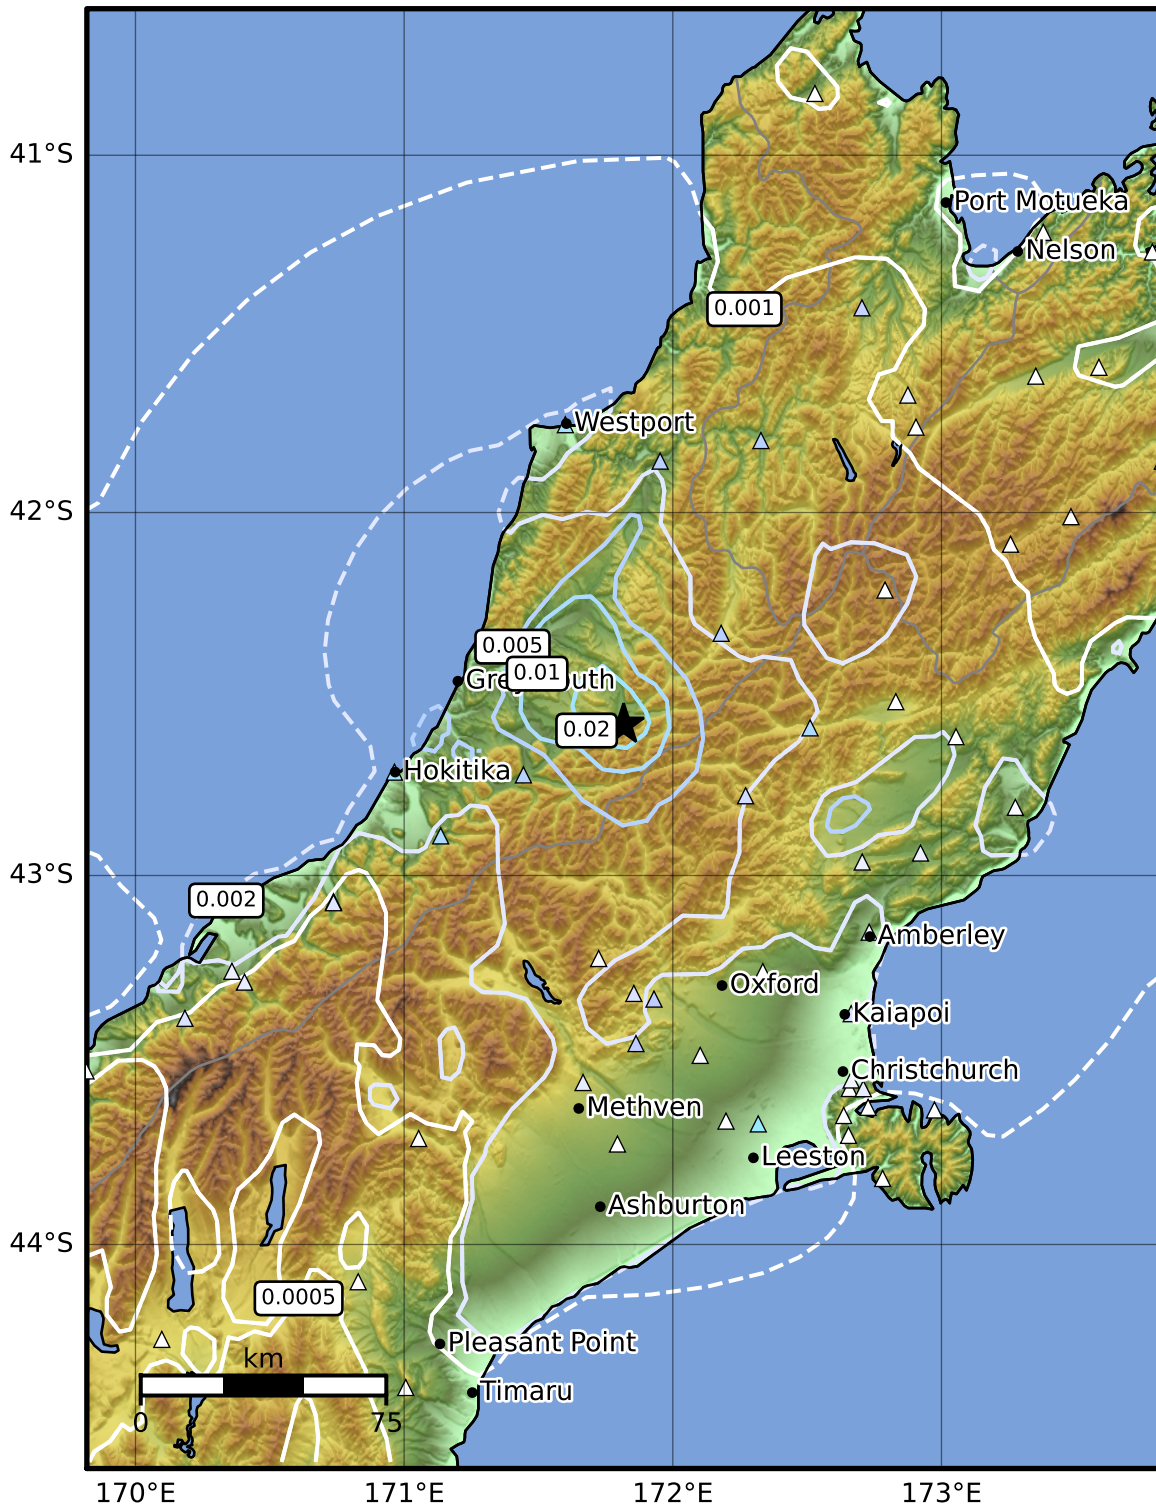 41°S
Port Motueka
Nelson
0.001
Westport
42°S
0.005
0.01
Gre outh
0.02
Hokitika
43°S
0.002
Amberley
Oxford
Kaiapoi
Christchurch
Methven
Leeston
Ashburton
44°S
0.0005
Pleasant Point
km
Timaru
0
75
170°E
171°E
172°E
173°E